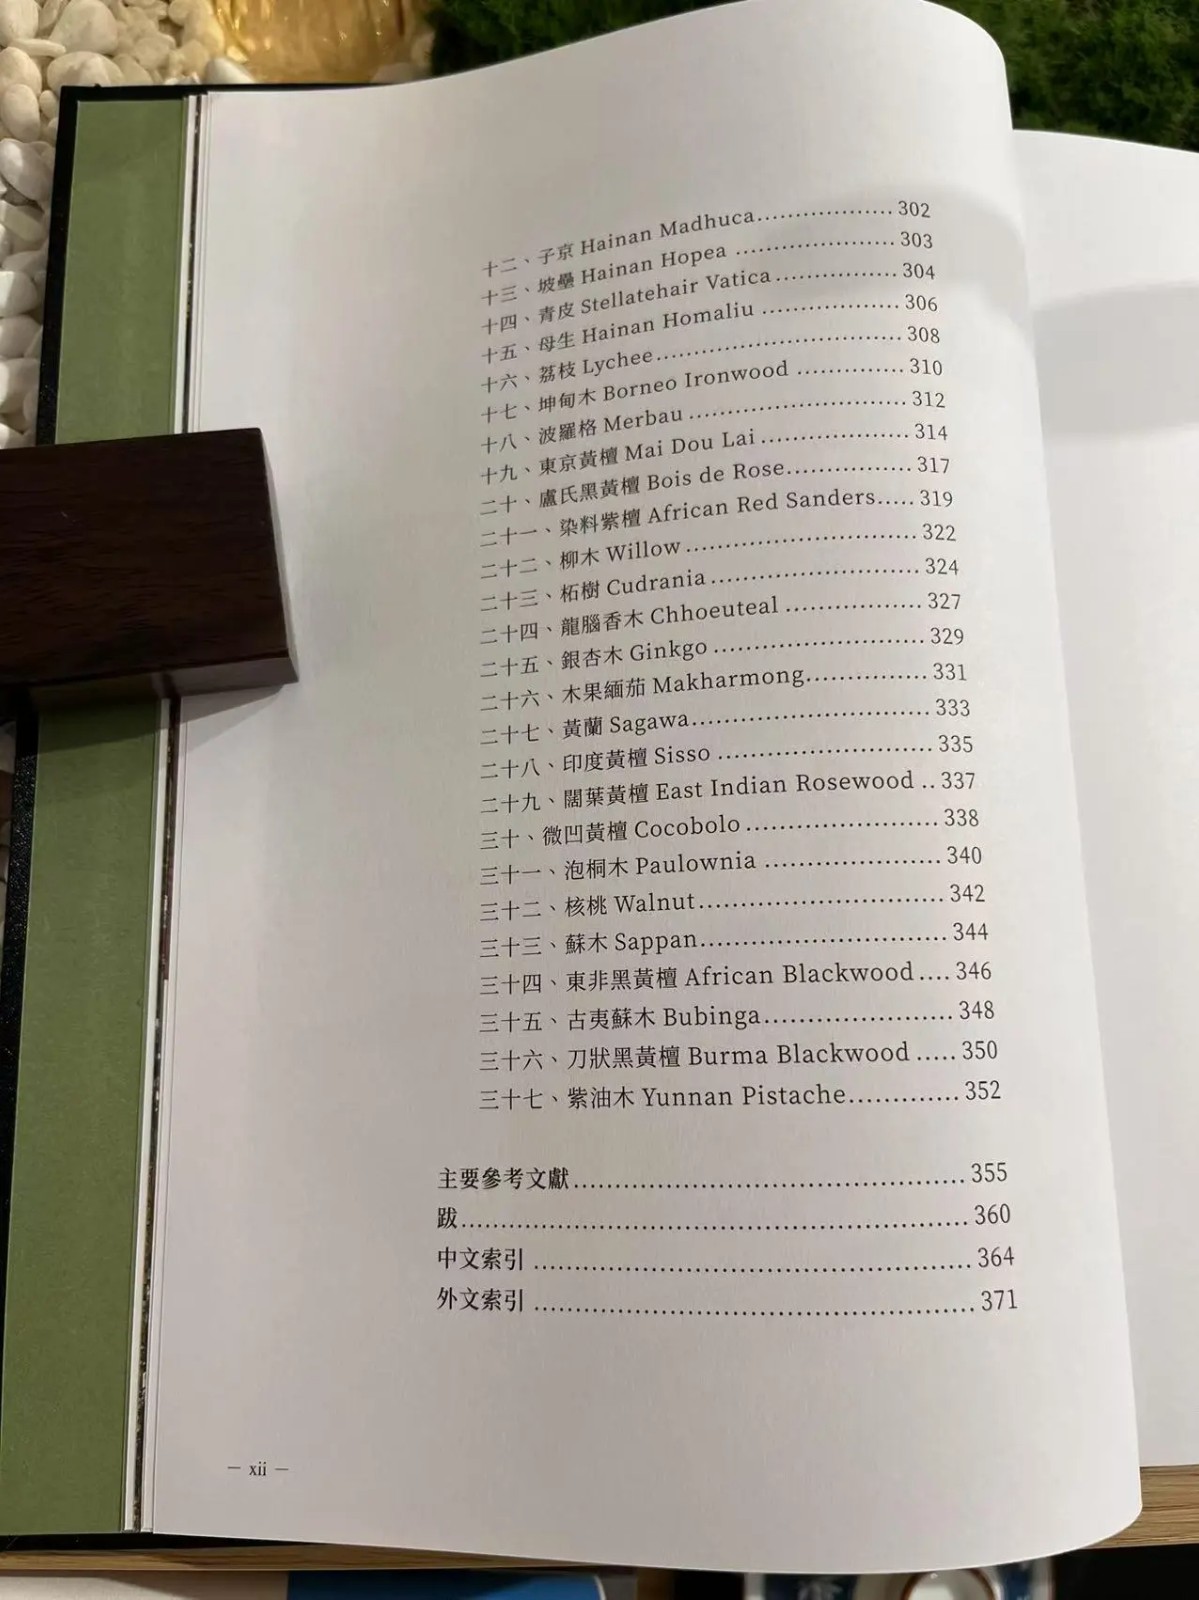 十二、子京 Hainan Madhuca................... 302
十三、坡壘 Hainan Hopea ...................... 303
十四、青皮 Stellatehair Vatica................. 304
十五、母生 Hainan Homaliu .................... 306
十六、荔枝 Lychee................................... 308
十七、坤甸木 Borneo Ironwood .............. 310
十八、波羅格 Merbau ............................. 312
十九、東京黃檀 Mai Dou Lai ................... 314
二十、盧氏黑黃檀 Bois de Rose................ 317
二十一、染料紫檀 African Red Sanders..... 319
二十二、柳木 Willow ............................... 322
二十三、柘樹 Cudrania ............................ 324
二十四、龍腦香木 Chhoeuteal .................. 327
二十五、銀杏木 Ginkgo ........................... 329
二十六、木果緬茄 Makharmong................ 331
二十七、黃蘭 Sagawa............................... 333
二十八、印度黃檀 Sisso ........................... 335
二十九、闊葉黃檀 East Indian Rosewood .. 337
三十、微凹黃檀 Cocobolo ......................... 338
三十一、泡桐木 Paulownia ....................... 340
三十二、核桃 Walnut................................ 342
三十三、蘇木 Sappan................................ 344
三十四、東非黑黃檀 African Blackwood.... 346
三十五、古夷蘇木 Bubinga........................ 348
三十六、刀狀黑黃檀 Burma Blackwood ..... 350
三十七、紫油木 Yunnan Pistache.............. 352
主要參考文獻................................................ 355
跋.............................................................. 360
中文索引 ..................................................... 364
外文索引 ..................................................... 371
— xii —